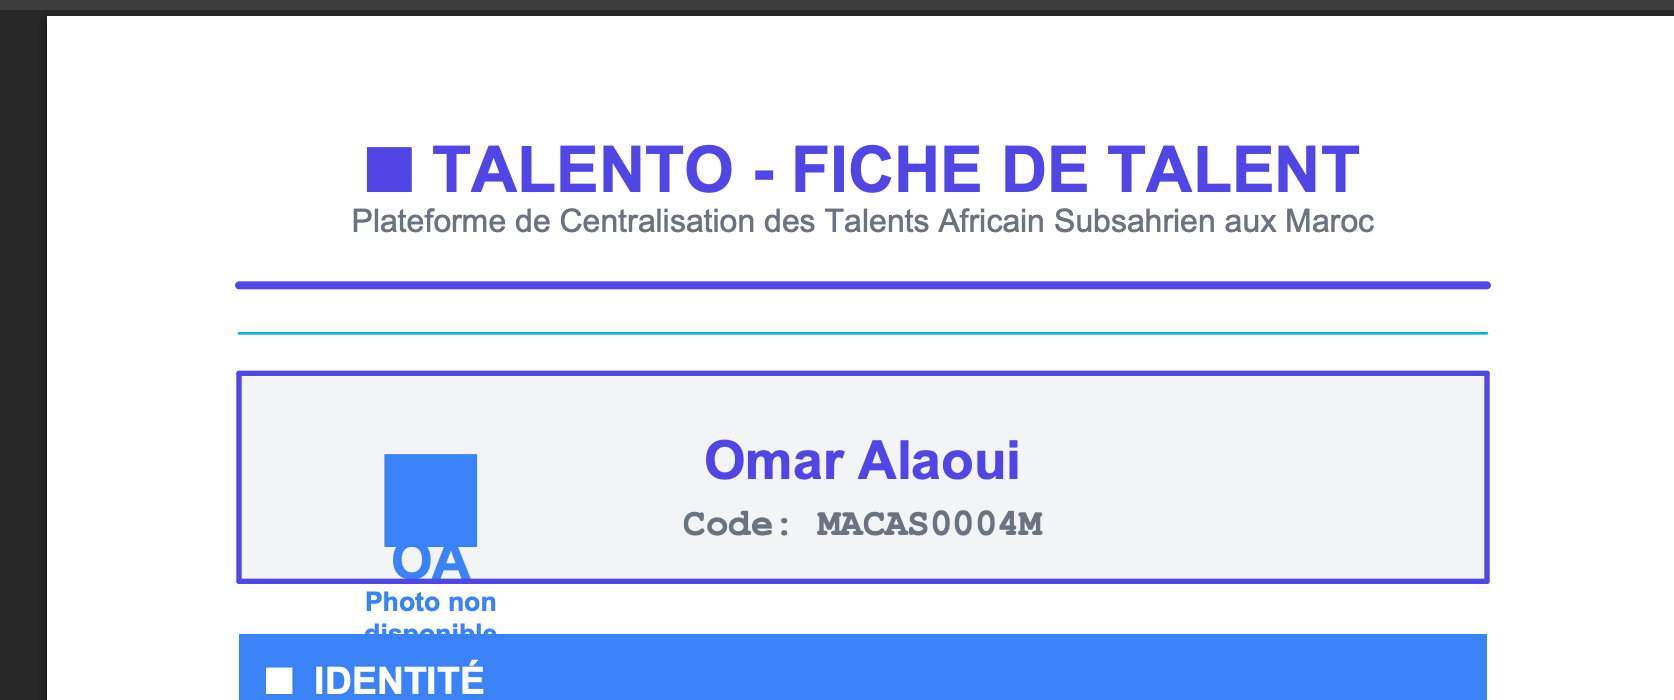 TALENTO - FICHE DE TALENT
Plateforme de Centralisation des Talents Africain Subsahrien aux Maroc
Omar Alaoui
Code: MACAS0004M
OA
Photo non
disponible
IDENTITÉ